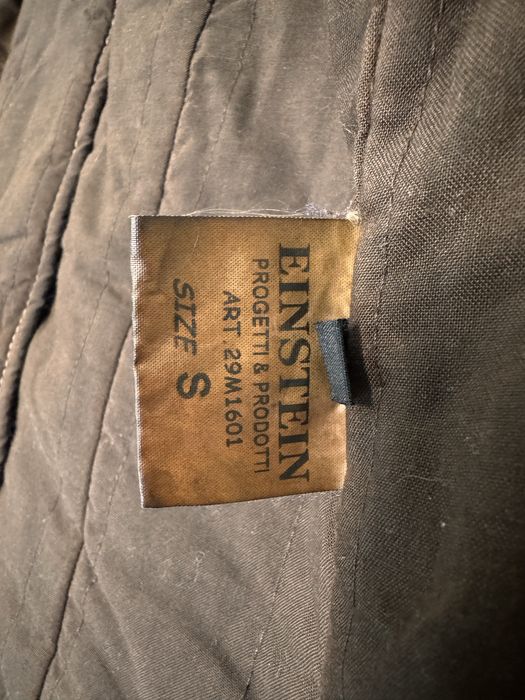 EINSTEIN
PROGETTI & PRODOTTI
ART. 29M1601
SIZE S